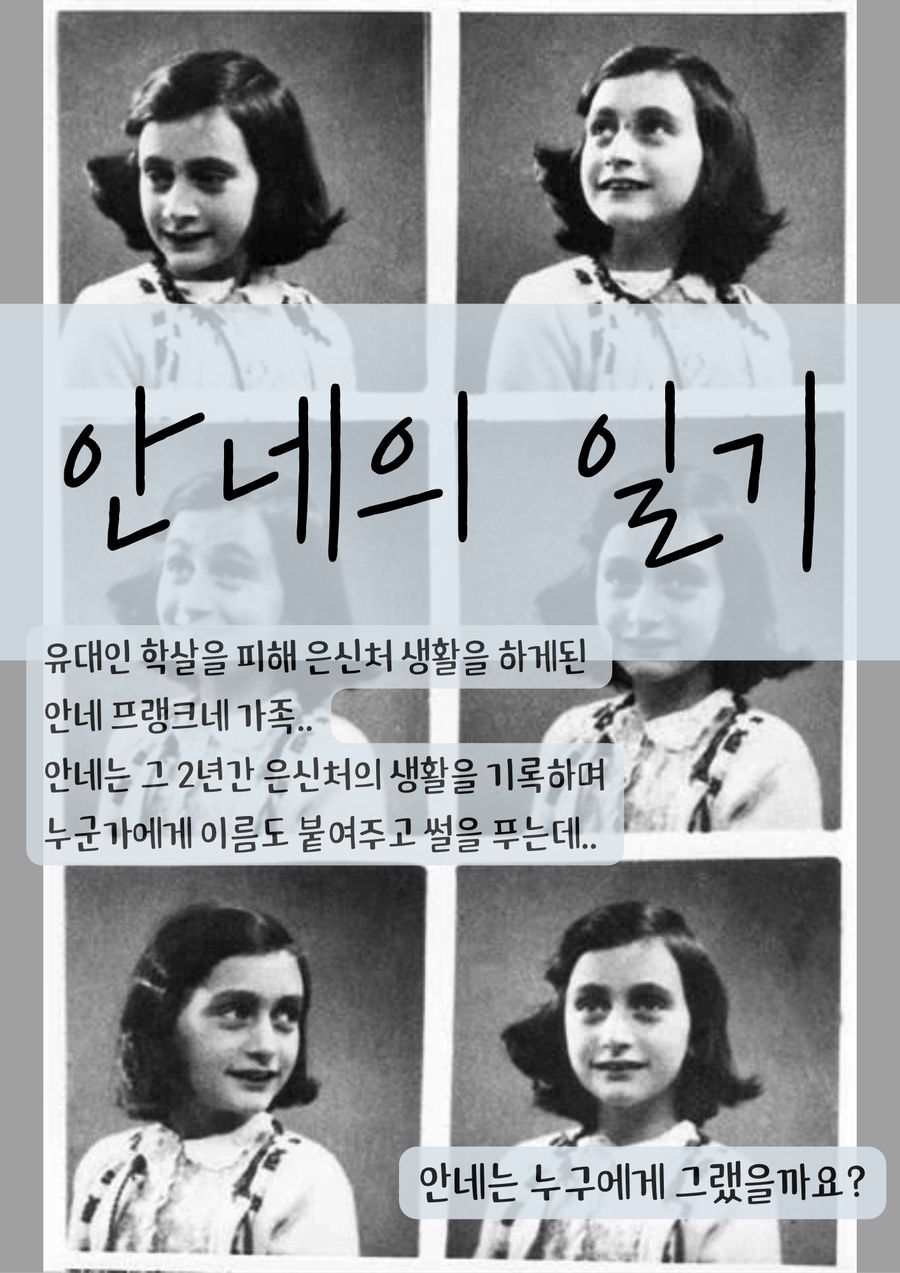 안네의 일기
유대인 학살을 피해 은신처 생활을 하게된
안네 프랭크네 가족..
안네는 그 2년간 은신처의 생활을 기록하며
누군가에게 이름도 붙여주고 썰을 푸는데..
안네는 누구에게 그랬을까요?